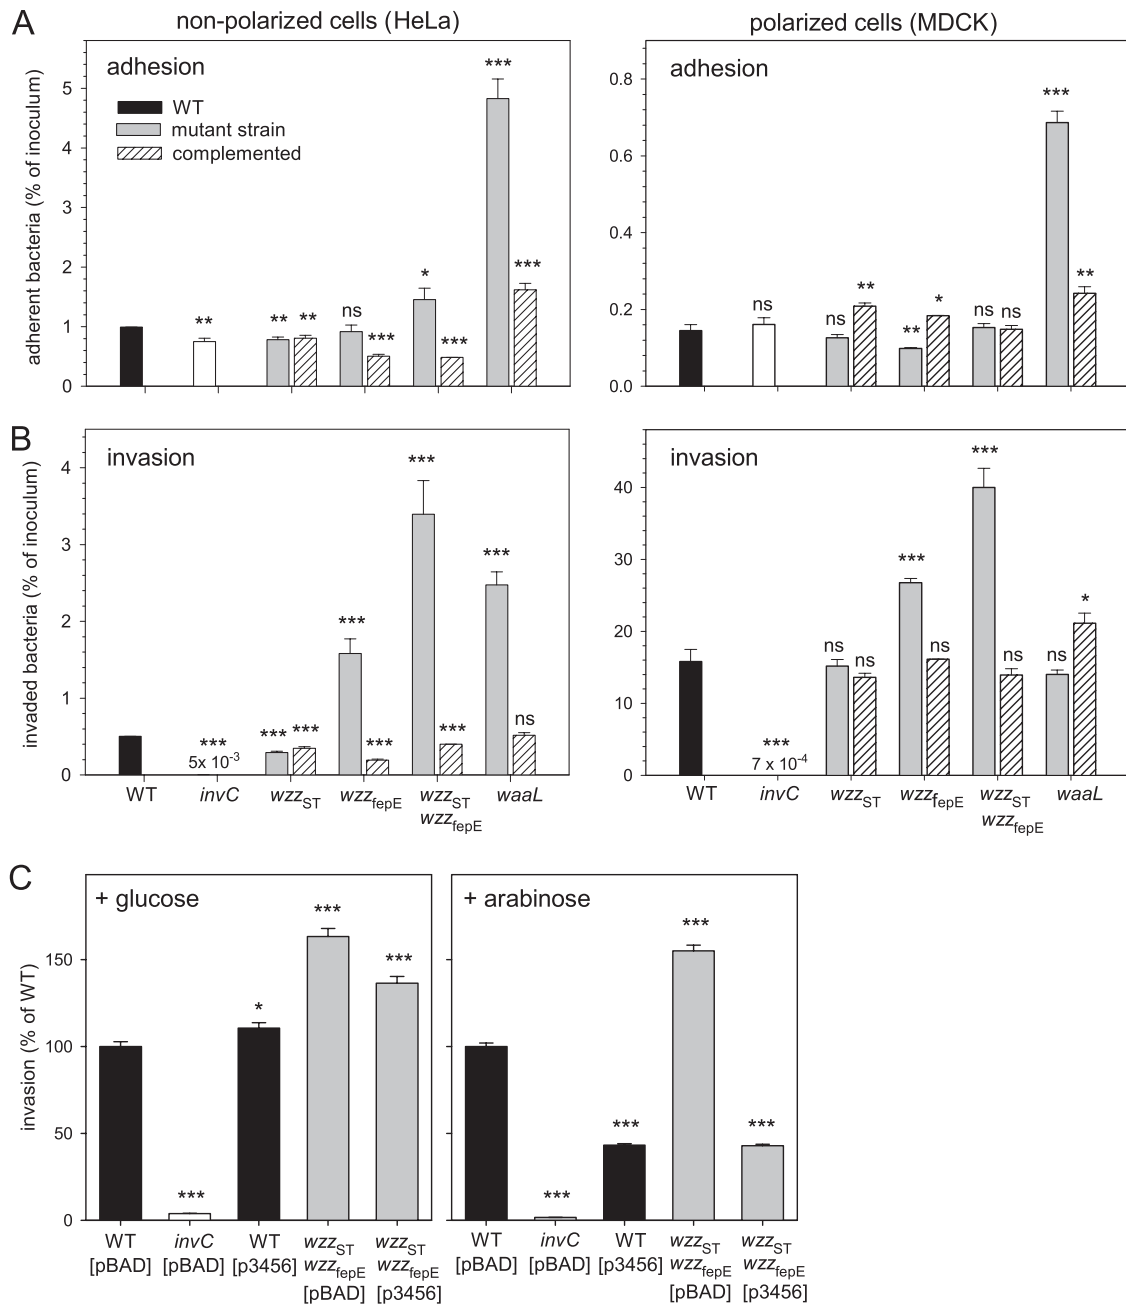 A
non-polarized cells (HeLa)
polarized cells (MDCK)
adhesion
WT
mutant strain
complemented
adherent bacteria (% of inoculum)
5
4
3
2
1
0
** ** ** ns *** * *** *** ***
adhesion
0.8
0.6
0.4
0.2
0.0
ns ns ** ** * ns ns *** **
B
invasion
invaded bacteria (% of inoculum)
4
3
2
1
0
*** *** *** *** *** *** *** *** ns
5x 10-3
WT invC wzzST wzzfepE wzzST waaL
wzzfepE
invasion
40
30
20
10
0
*** ns ns *** ns *** ns ns *
7 x 10-4
WT invC wzzST wzzfepE wzzST waaL
wzzfepE
C
+ glucose
invasion (% of WT)
150
100
50
0
*** * *** ***
WT invC WT wzzST wzzST
[pBAD] [pBAD] [p3456] wzzfepE wzzfepE
[pBAD] [p3456]
+ arabinose
*** *** *** ***
WT invC WT wzzST wzzST
[pBAD] [pBAD] [p3456] wzzfepE wzzfepE
[pBAD] [p3456]